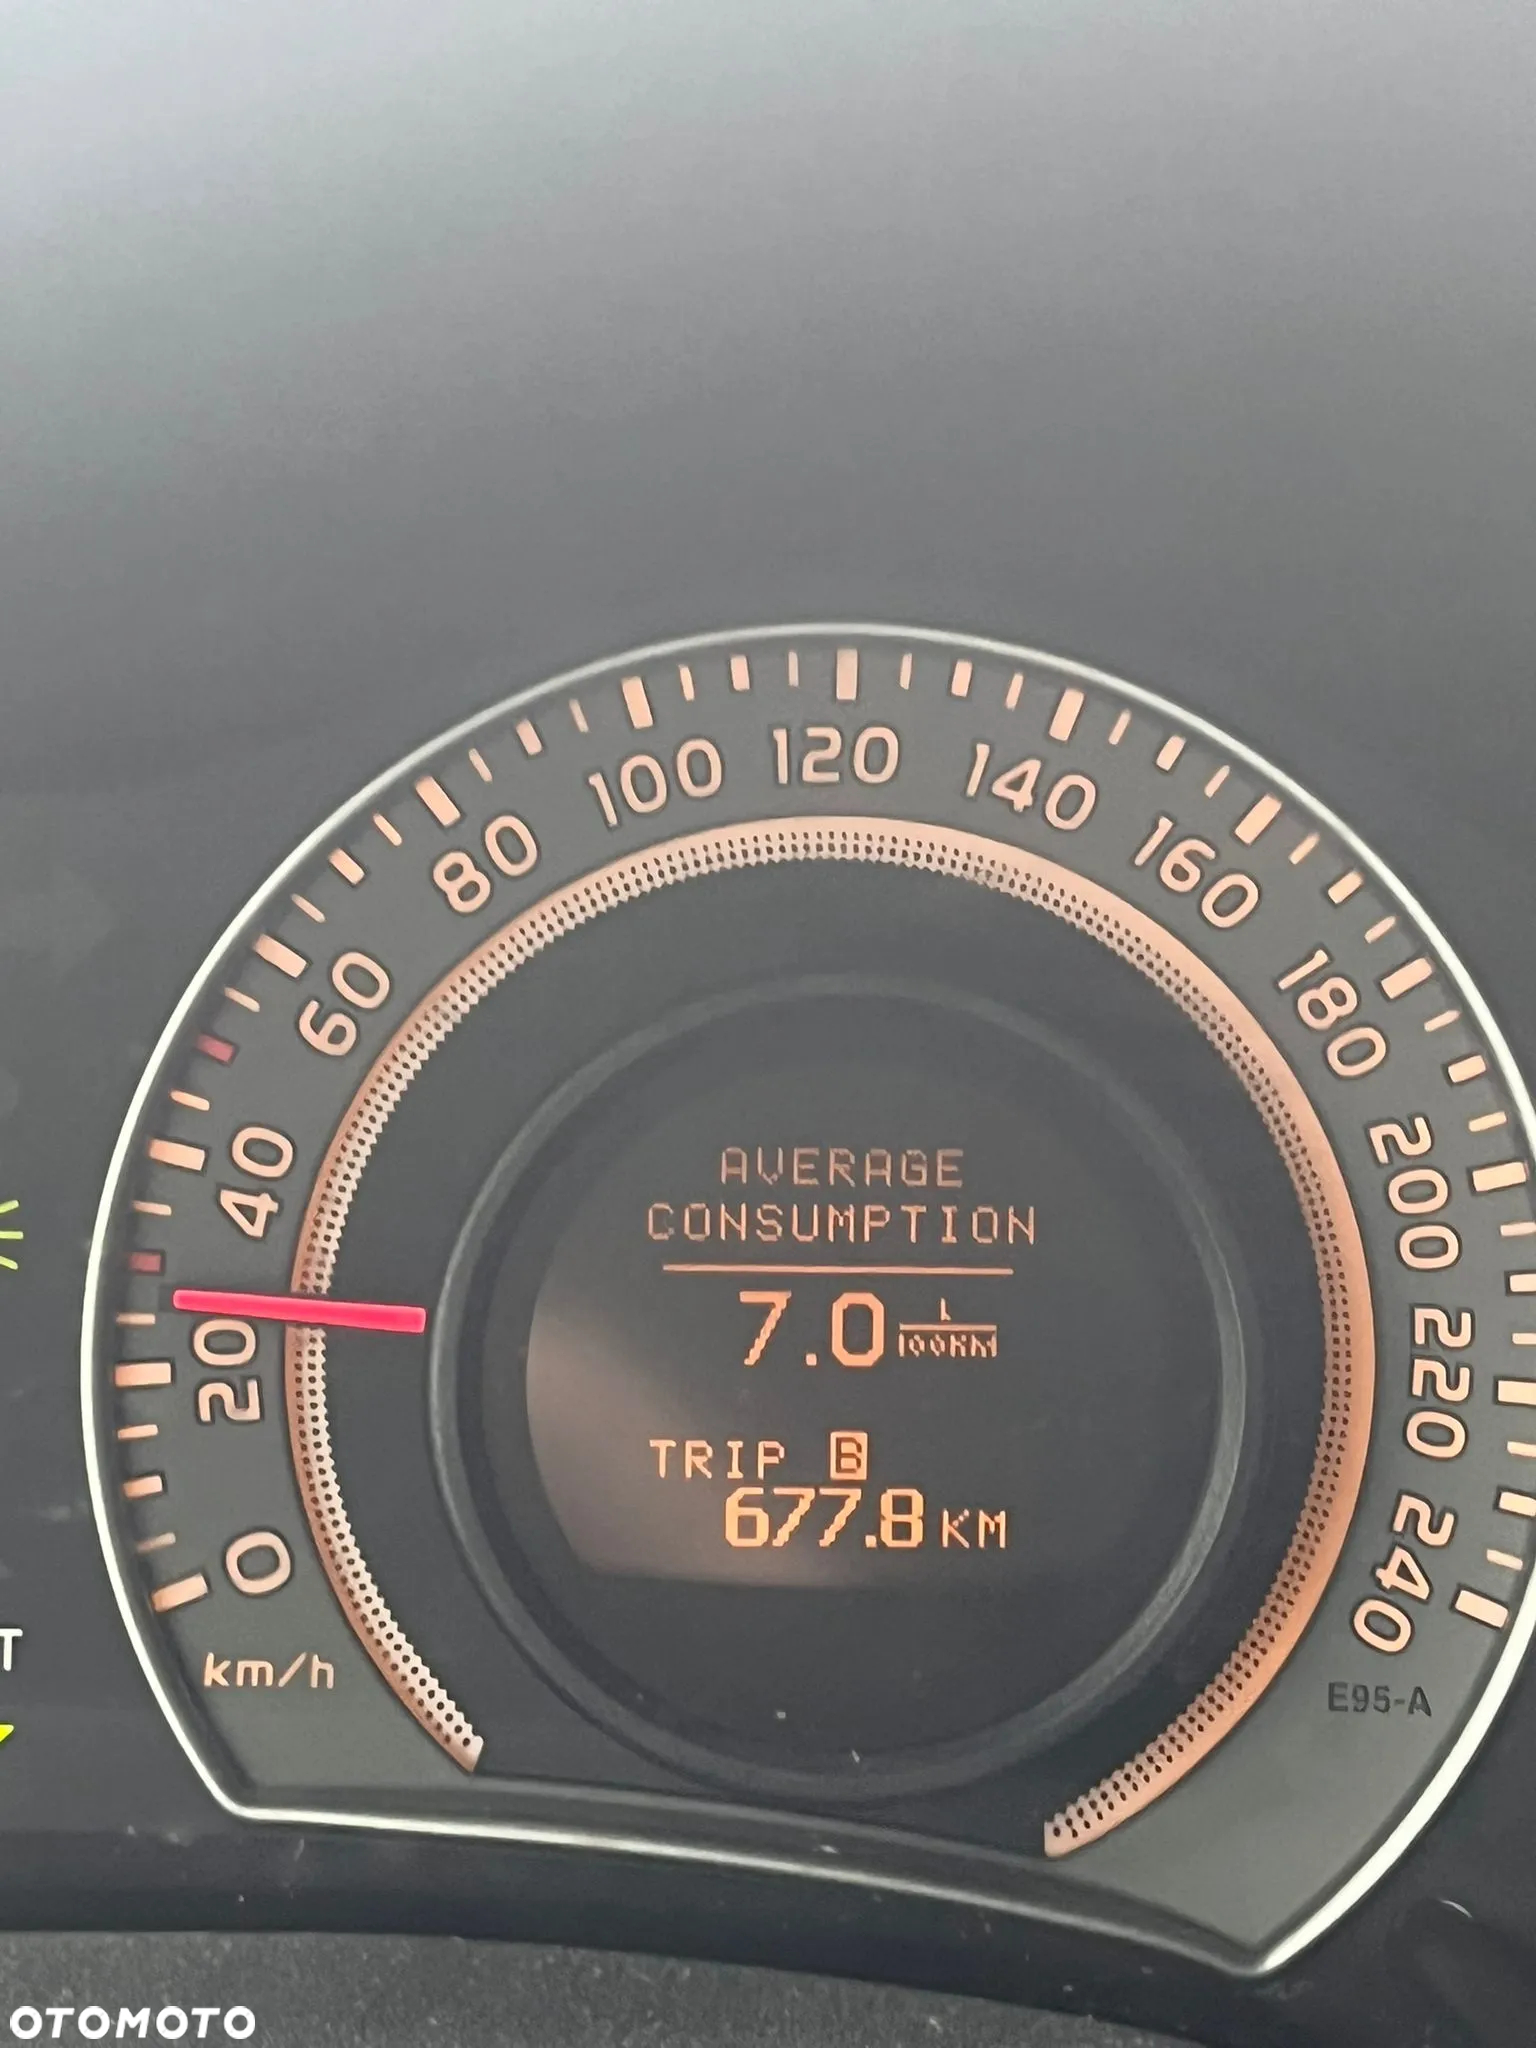 0
20
40
60
80
100
120
140
160
180
200
220
240
km/h
AVERAGE
CONSUMPTION
7.0 L/100KM
TRIP B
677.8 KM
E95-A
T
OTOMOTO